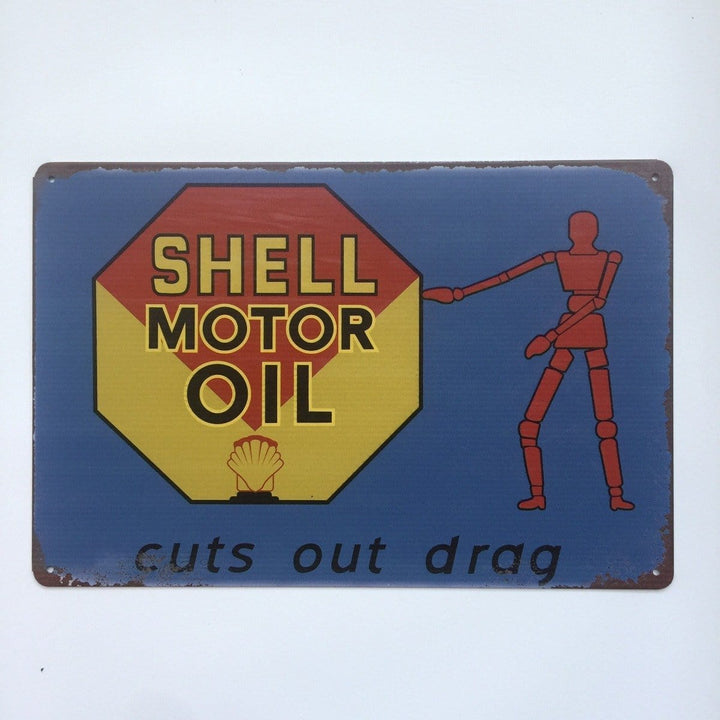 SHELL
MOTOR
OIL
cuts out drag